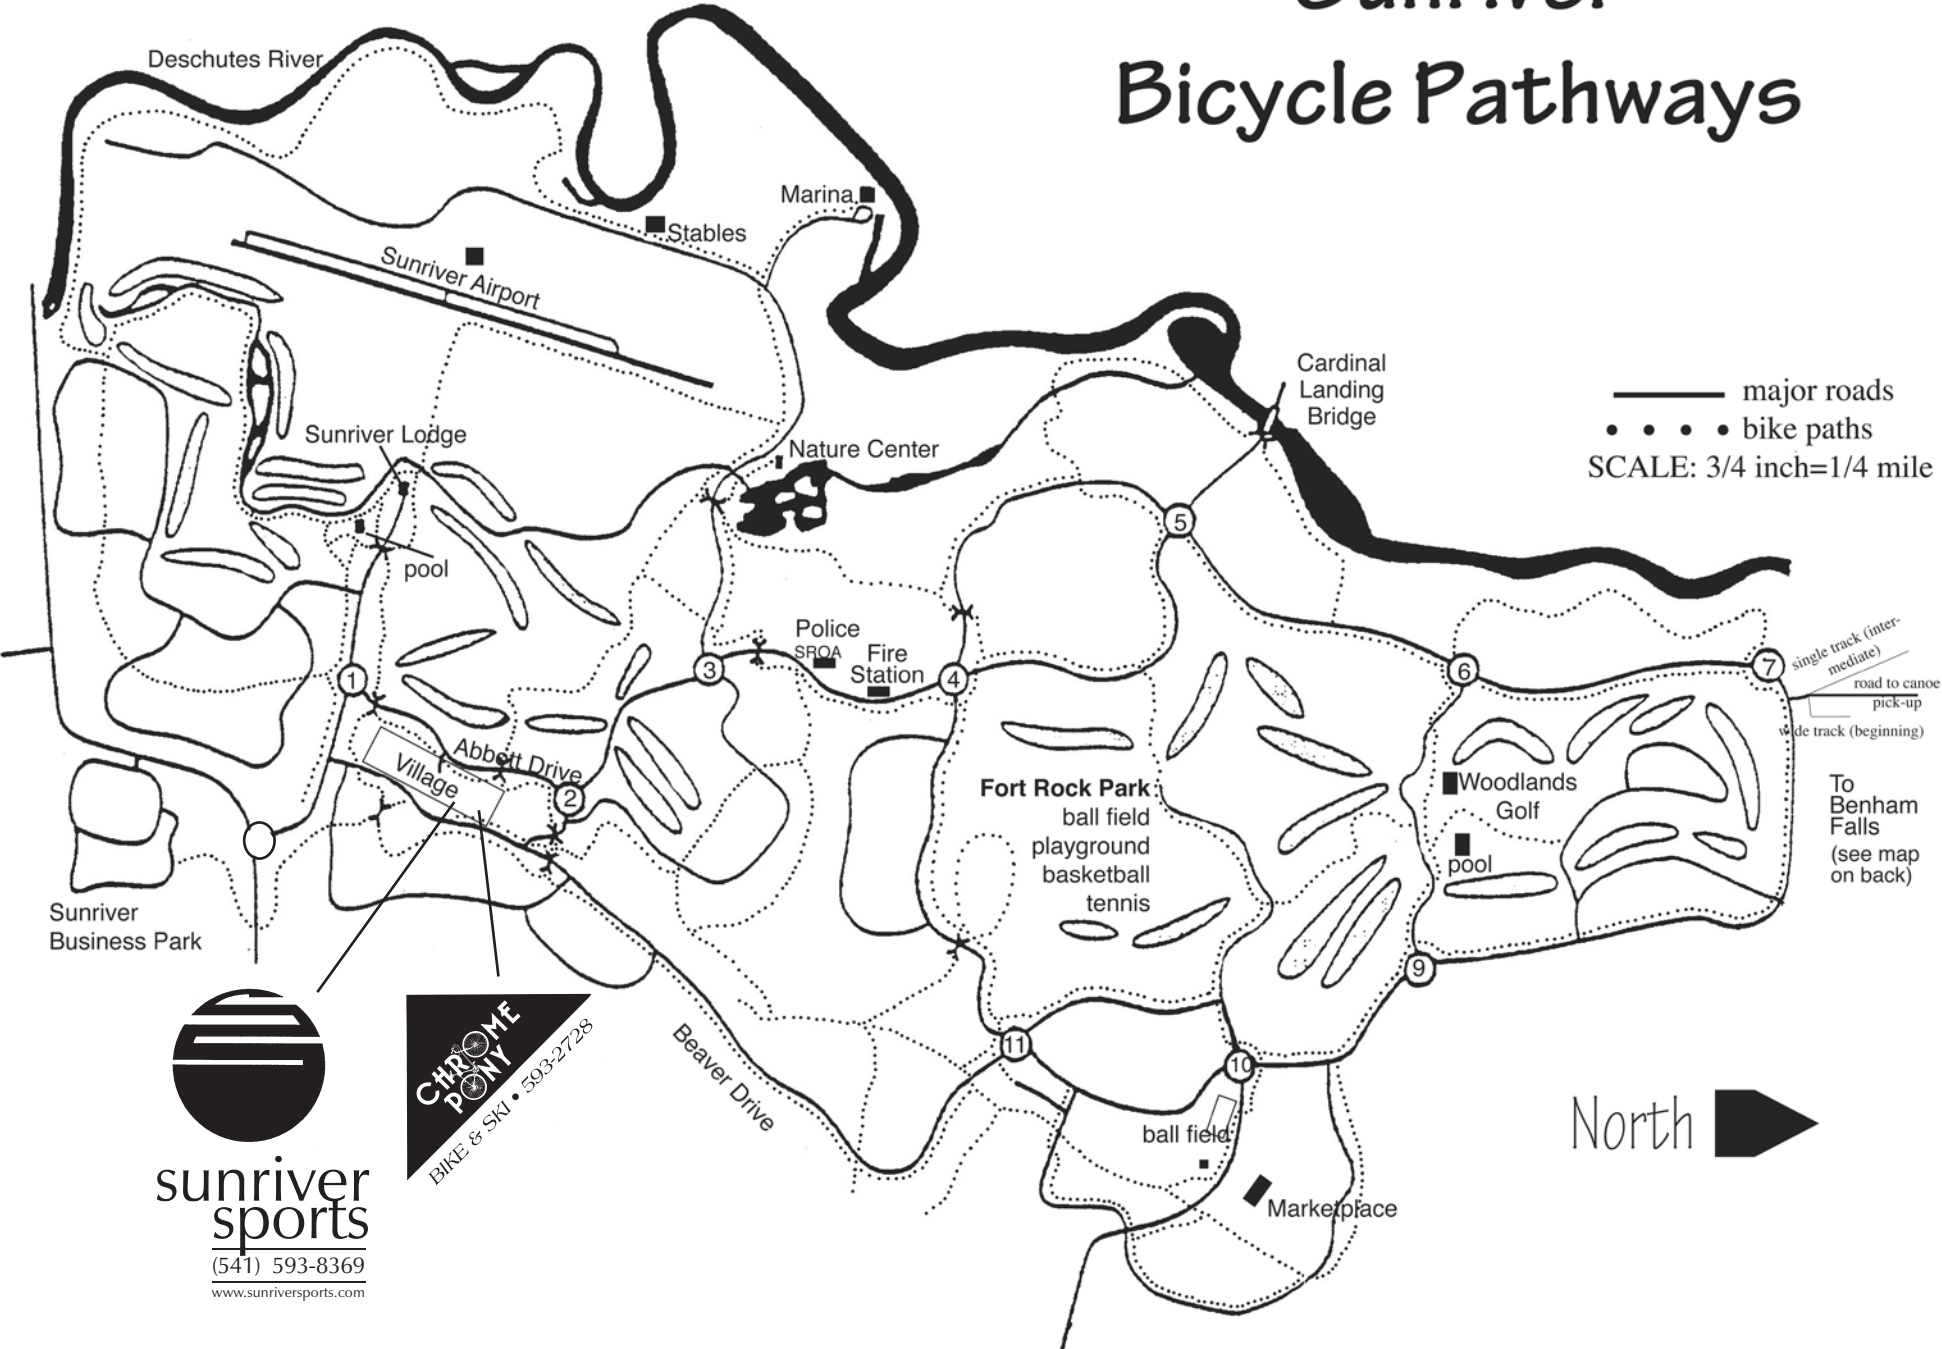 Sunriver
Bicycle Pathways
Deschutes River
Marina
Stables
Sunriver Airport
Cardinal
Landing
Bridge
major roads
bike paths
SCALE: 3/4 inch=1/4 mile
Sunriver Lodge
Nature Center
pool
5
Police
SROA
Fire
Station
1
3
4
6
7
single track (inter-
mediate)
road to canoe
pick-up
wide track (beginning)
Abbott Drive
Village
2
Fort Rock Park
ball field
playground
basketball
tennis
Woodlands
Golf
pool
To
Benham
Falls
(see map
on back)
Sunriver
Business Park
9
11
10
Beaver Drive
CHROME
PONY
BIKE & SKI • 593-2728
ball field
North
Marketplace
sunriver
sports
(541) 593-8369
www.sunriversports.com